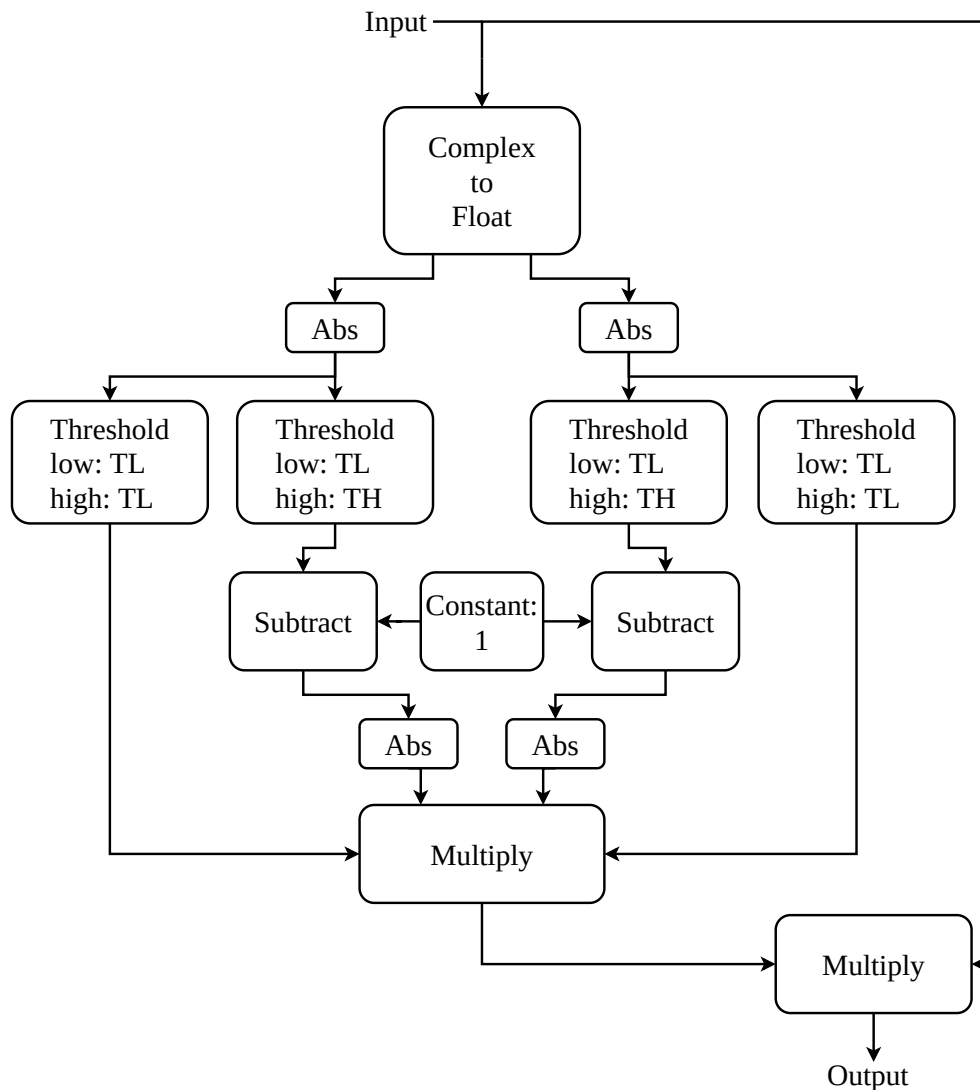 Input
Complex
to
Float
Abs
Abs
Threshold
low: TL
high: TL
Threshold
low: TL
high: TH
Threshold
low: TL
high: TH
Threshold
low: TL
high: TL
Subtract
Constant:
1
Subtract
Abs
Abs
Multiply
Multiply
Output